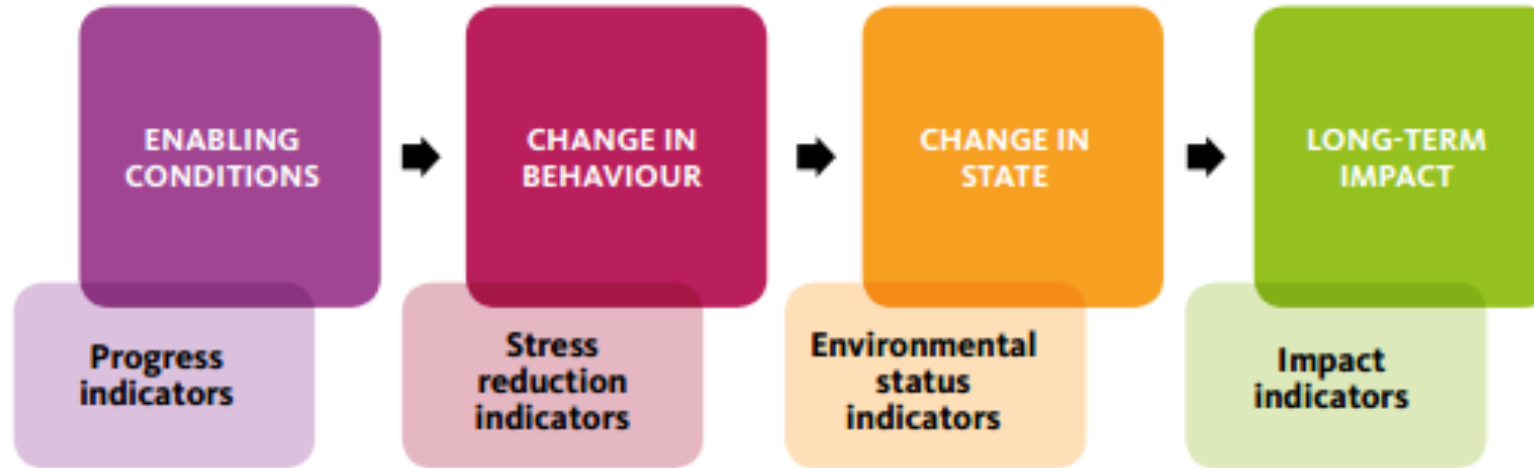 ENABLING
CONDITIONS
CHANGE IN
BEHAVIOUR
CHANGE IN
STATE
LONG-TERM
IMPACT
Progress
indicators
Stress
reduction
indicators
Environmental
status
indicators
Impact
indicators